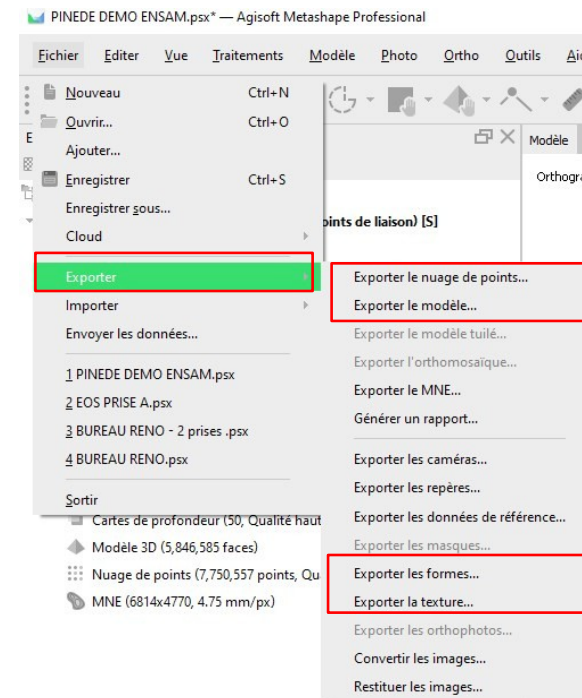 PINEDE DEMO ENSAM.psx* — Agisoft Metashape Professional
Fichier Editer Vue Traitements Modèle Photo Ortho Outils
Nouveau Ctrl+N
Ouvrir... Ctrl+O
Ajouter...
Enregistrer Ctrl+S
Enregistrer sous...
Cloud
Exporter
Importer
Envoyer les données...
1 PINEDE DEMO ENSAM.psx
2 EOS PRISE A.psx
3 BUREAU RENO - 2 prises .psx
4 BUREAU RENO.psx
Sortir
Modèle
de liaison) [S]
Exporter le nuage de points...
Exporter le modèle...
Exporter le modèle tuilé...
Exporter l'orthomosaïque...
Exporter le MNE...
Générer un rapport...
Exporter les caméras...
Exporter les repères...
Exporter les données de référence...
Exporter les masques...
Exporter les formes...
Exporter la texture...
Exporter les orthophotos...
Convertir les images...
Restituer les images...
Cartes de profondeur (50, Qualité
Modèle 3D (5,846,585 faces)
Nuage de points (7,750,557 points,
MNE (6814x4770, 4.75 mm/px)